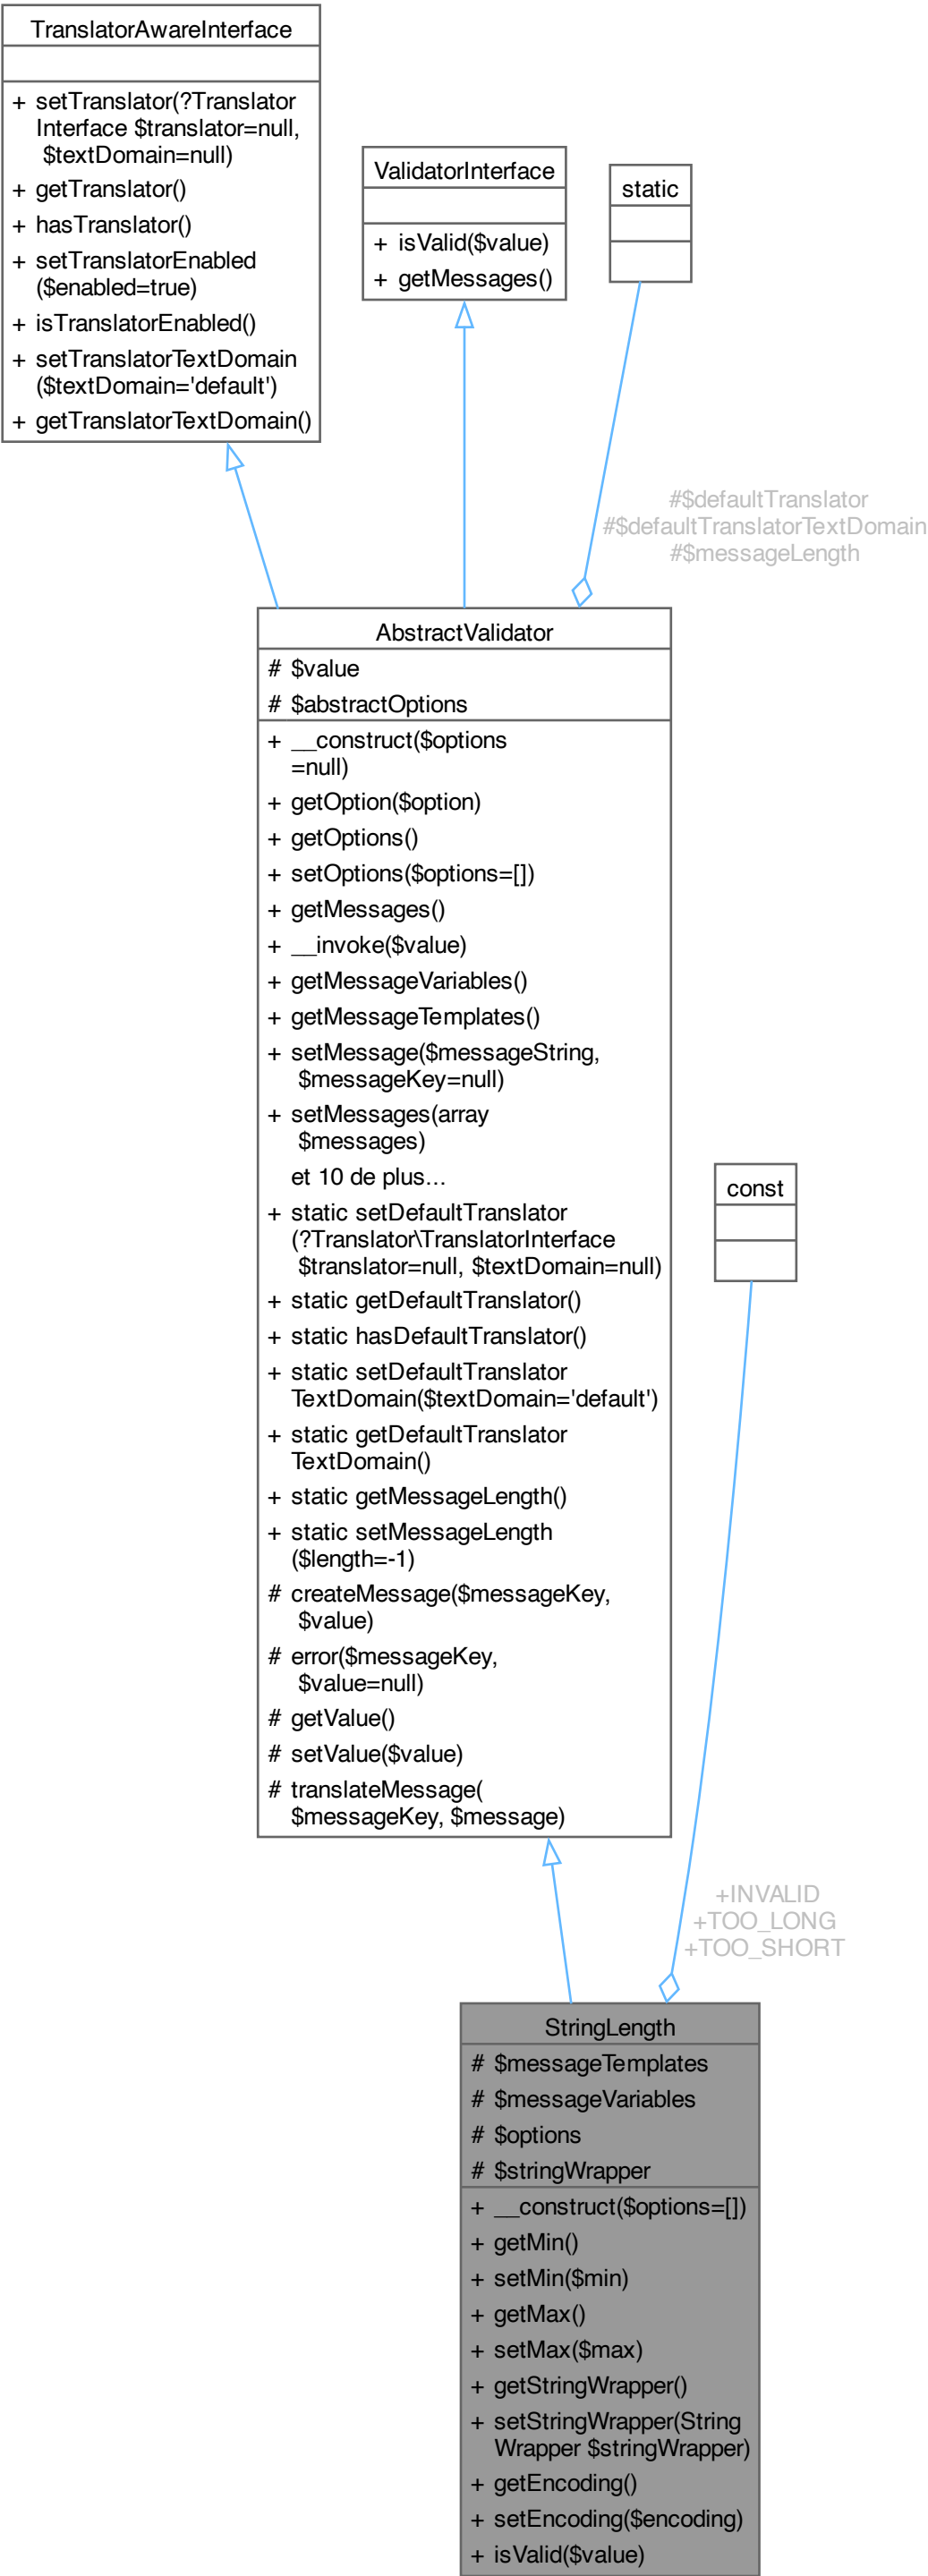 TranslatorAwareInterface
+ setTranslator(?Translator
Interface $translator=null,
$textDomain=null)
+ getTranslator()
+ hasTranslator()
+ setTranslatorEnabled
($enabled=true)
+ isTranslatorEnabled()
+ setTranslatorTextDomain
($textDomain='default')
+ getTranslatorTextDomain()
ValidatorInterface
+ isValid($value)
+ getMessages()
static
#$defaultTranslator
#$defaultTranslatorTextDomain
#$messageLength
AbstractValidator
# $value
# $abstractOptions
+ __construct($options
=null)
+ getOption($option)
+ getOptions()
+ setOptions($options=[])
+ getMessages()
+ __invoke($value)
+ getMessageVariables()
+ getMessageTemplates()
+ setMessage($messageString,
$messageKey=null)
+ setMessages(array
$messages)
et 10 de plus...
+ static setDefaultTranslator
(?Translator\TranslatorInterface
$translator=null, $textDomain=null)
+ static getDefaultTranslator()
+ static hasDefaultTranslator()
+ static setDefaultTranslator
TextDomain($textDomain='default')
+ static getDefaultTranslator
TextDomain()
+ static getMessageLength()
+ static setMessageLength
($length=-1)
# createMessage($messageKey,
$value)
# error($messageKey,
$value=null)
# getValue()
# setValue($value)
# translateMessage(
$messageKey, $message)
const
+INVALID
+TOO_LONG
+TOO_SHORT
StringLength
# $messageTemplates
# $messageVariables
# $options
# $stringWrapper
+ __construct($options=[])
+ getMin()
+ setMin($min)
+ getMax()
+ setMax($max)
+ getStringWrapper()
+ setStringWrapper(String
Wrapper $stringWrapper)
+ getEncoding()
+ setEncoding($encoding)
+ isValid($value)